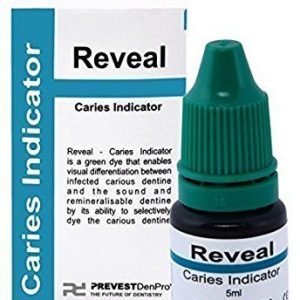 Caries Indicator
Reveal
Caries Indicator
Reveal - Caries Indicator
is a green dye that enables
visual differentiation between
infected carious dentine
and the sound and
remineralisable dentine
by its ability to selectively
dye the carious dentine
PREVESTDenPro
THE FUTURE OF DENTISTRY
15
Reveal
Caries Indicator
5ml